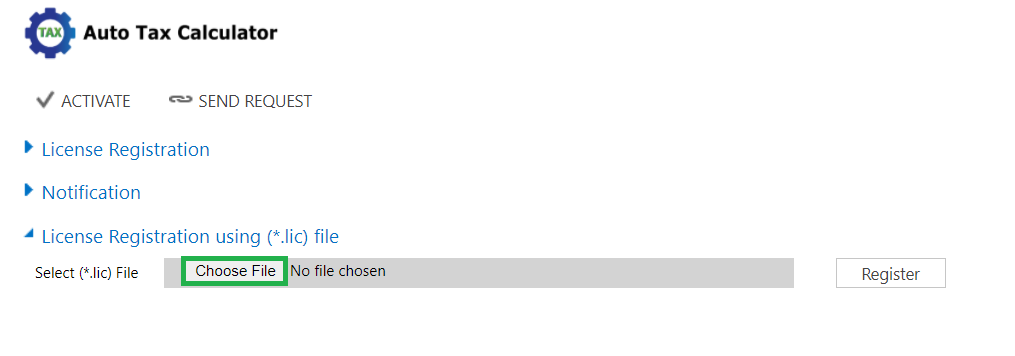 TAX Auto Tax Calculator
ACTIVATE SEND REQUEST
License Registration
Notification
License Registration using (*.lic) file
Select (*.lic) File Choose File No file chosen Register